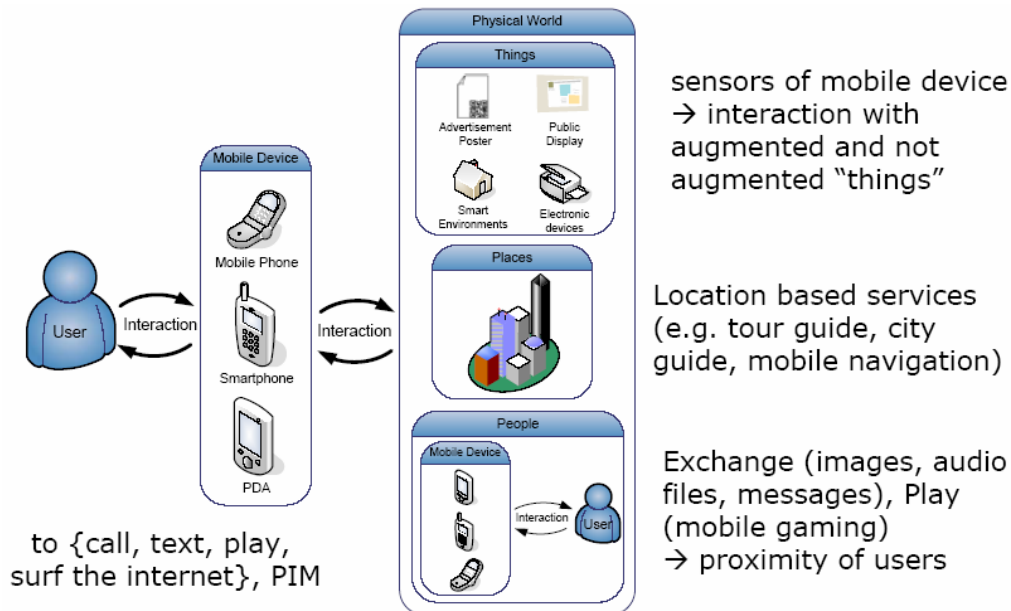 Physical World
Things
Advertisement
Poster
Public
Display
Smart
Environments
Electronic
devices
sensors of mobile device
→ interaction with
augmented and not
augmented “things”
Mobile Device
Mobile Phone
Smartphone
PDA
User
Interaction
Interaction
Places
Location based services
(e.g. tour guide, city
guide, mobile navigation)
People
Mobile Device
Interaction
User
Exchange (images, audio
files, messages), Play
(mobile gaming)
→ proximity of users
to {call, text, play,
surf the internet}, PIM